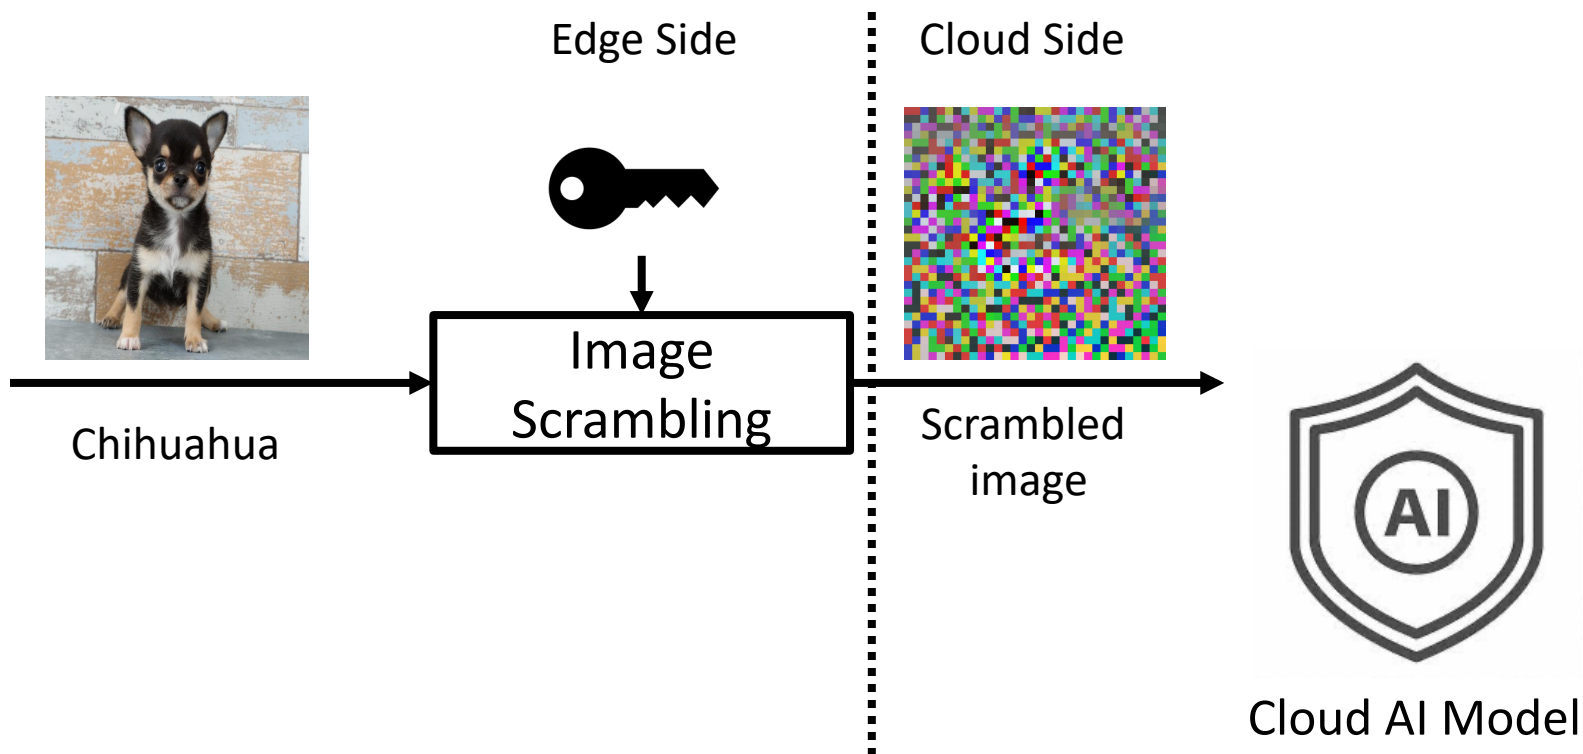 Edge Side
Cloud Side
Image
Scrambling
Chihuahua
Scrambled
image
AI
Cloud AI Model